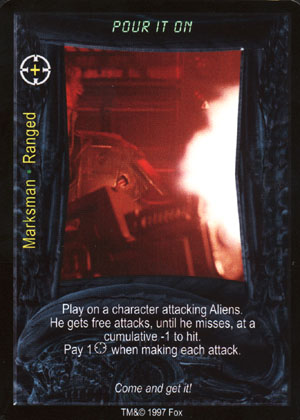 POUR IT ON
Marksman • Ranged
Play on a character attacking Aliens.
He gets free attacks, until he misses, at a
cumulative -1 to hit.
Pay 1 when making each attack.
Come and get it!
TM&© 1997 Fox